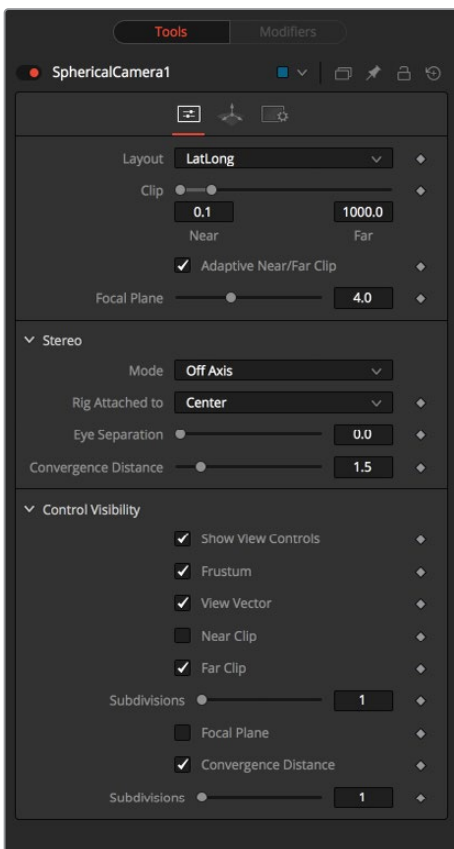 Tools Modifiers
SphericalCamera1
Layout LatLong
Clip
0.1 1000.0
Near Far
Adaptive Near/Far Clip
Focal Plane 4.0
Stereo
Mode Off Axis
Rig Attached to Center
Eye Separation 0.0
Convergence Distance 1.5
Control Visibility
Show View Controls
Frustum
View Vector
Near Clip
Far Clip
Subdivisions 1
Focal Plane
Convergence Distance
Subdivisions 1